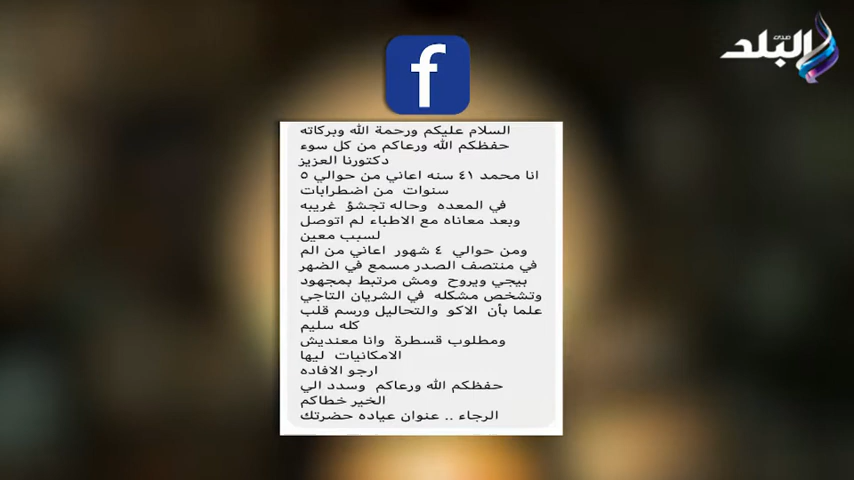 صدى
البلد
f
السلام عليكم ورحمة الله وبركاته
حفظكم الله ورعاكم من كل سوء
دكتورنا العزيز
انا محمد ٤١ سنه اعاني من حوالي ٥
سنوات من اضطرابات
في المعده وحاله تجشؤ غريبه
وبعد معاناه مع الاطباء لم اتوصل
لسبب معين
ومن حوالي ٤ شهور اعاني من الم
في منتصف الصدر مسمع في الضهر
بيجي ويروح ومش مرتبط بمجهود
وتشخص مشكله في الشريان التاجي
علما بأن الاكو والتحاليل ورسم قلب
كله سليم
ومطلوب قسطرة وانا معنديش
الامكانيات ليها
ارجو الافاده
حفظكم الله ورعاكم وسدد الي
الخير خطاكم
الرجاء .. عنوان عياده حضرتك